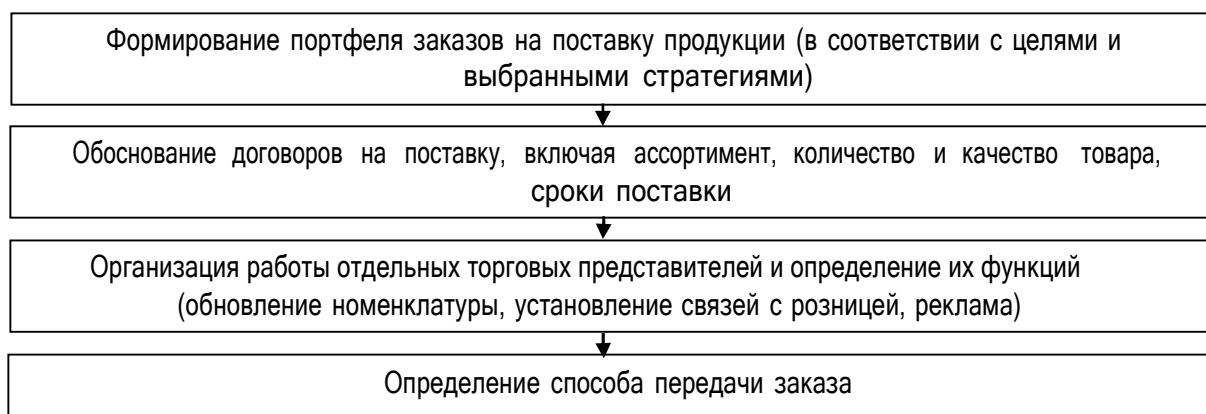 Формирование портфеля заказов на поставку продукции (в соответствии с целями и
выбранными стратегиями)
Обоснование договоров на поставку, включая ассортимент, количество и качество товара,
сроки поставки
Организация работы отдельных торговых представителей и определение их функций
(обновление номенклатуры, установление связей с розницей, реклама)
Определение способа передачи заказа